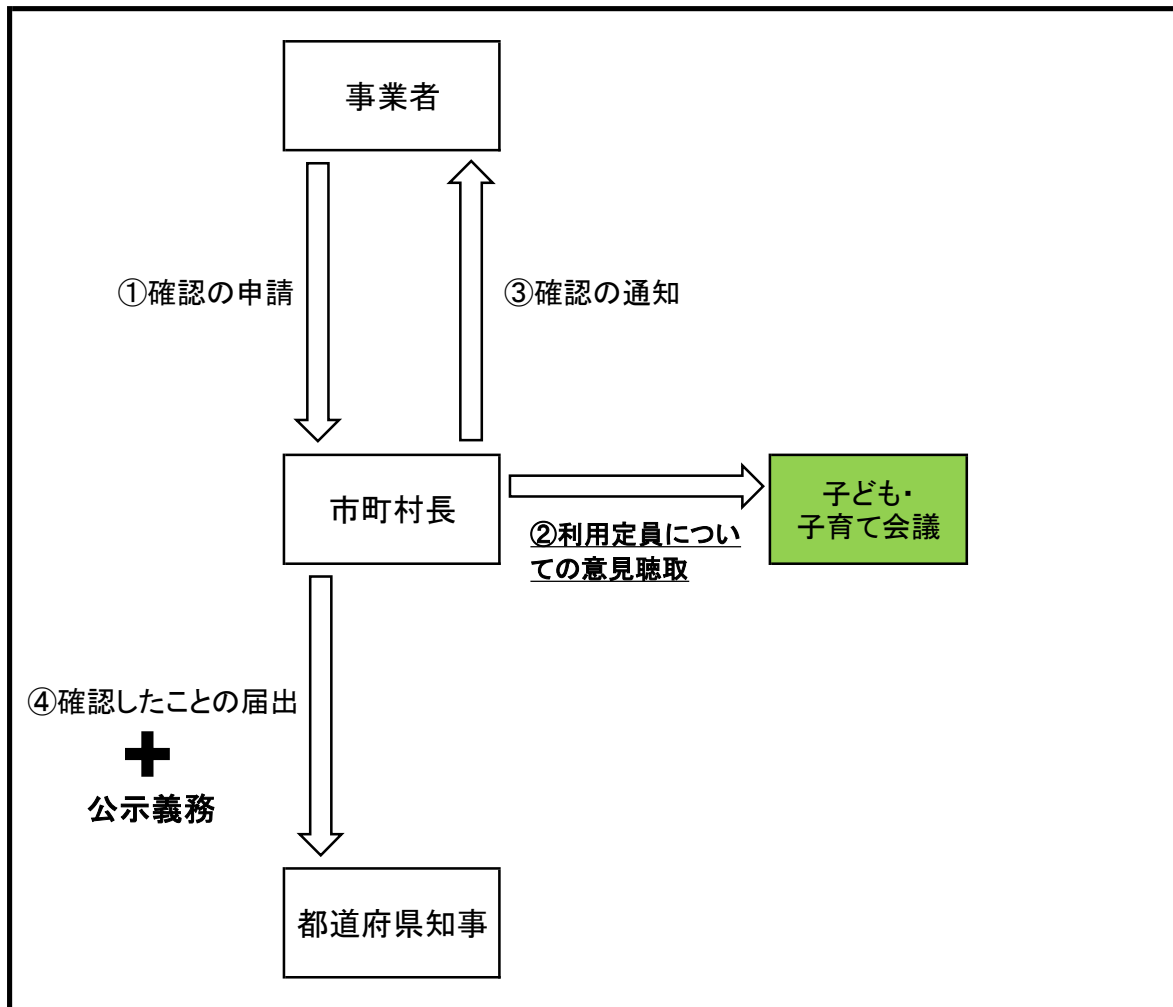 事業者
①確認の申請
③確認の通知
市町村長
②利用定員につい
ての意見聴取
子ども・
子育て会議
④確認したことの届出
公示義務
都道府県知事